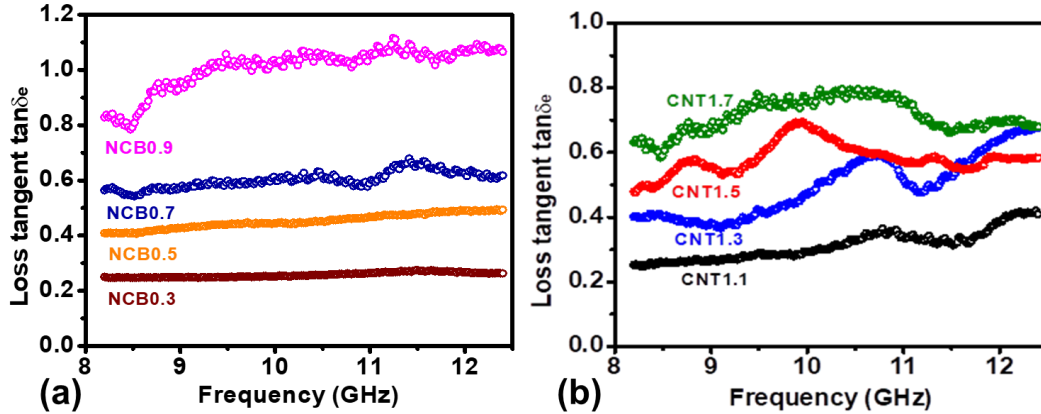 1.2
1.0
0.8
0.6
0.4
0.2
0.0
Loss tangent tanδe
NCB0.9
NCB0.7
NCB0.5
NCB0.3
8 9 10 11 12
Frequency (GHz)
(a)
1.0
0.8
0.6
0.4
0.2
0.0
Loss tangent tanδe
CNT1.7
CNT1.5
CNT1.3
CNT1.1
8 9 10 11 12
Frequency (GHz)
(b)